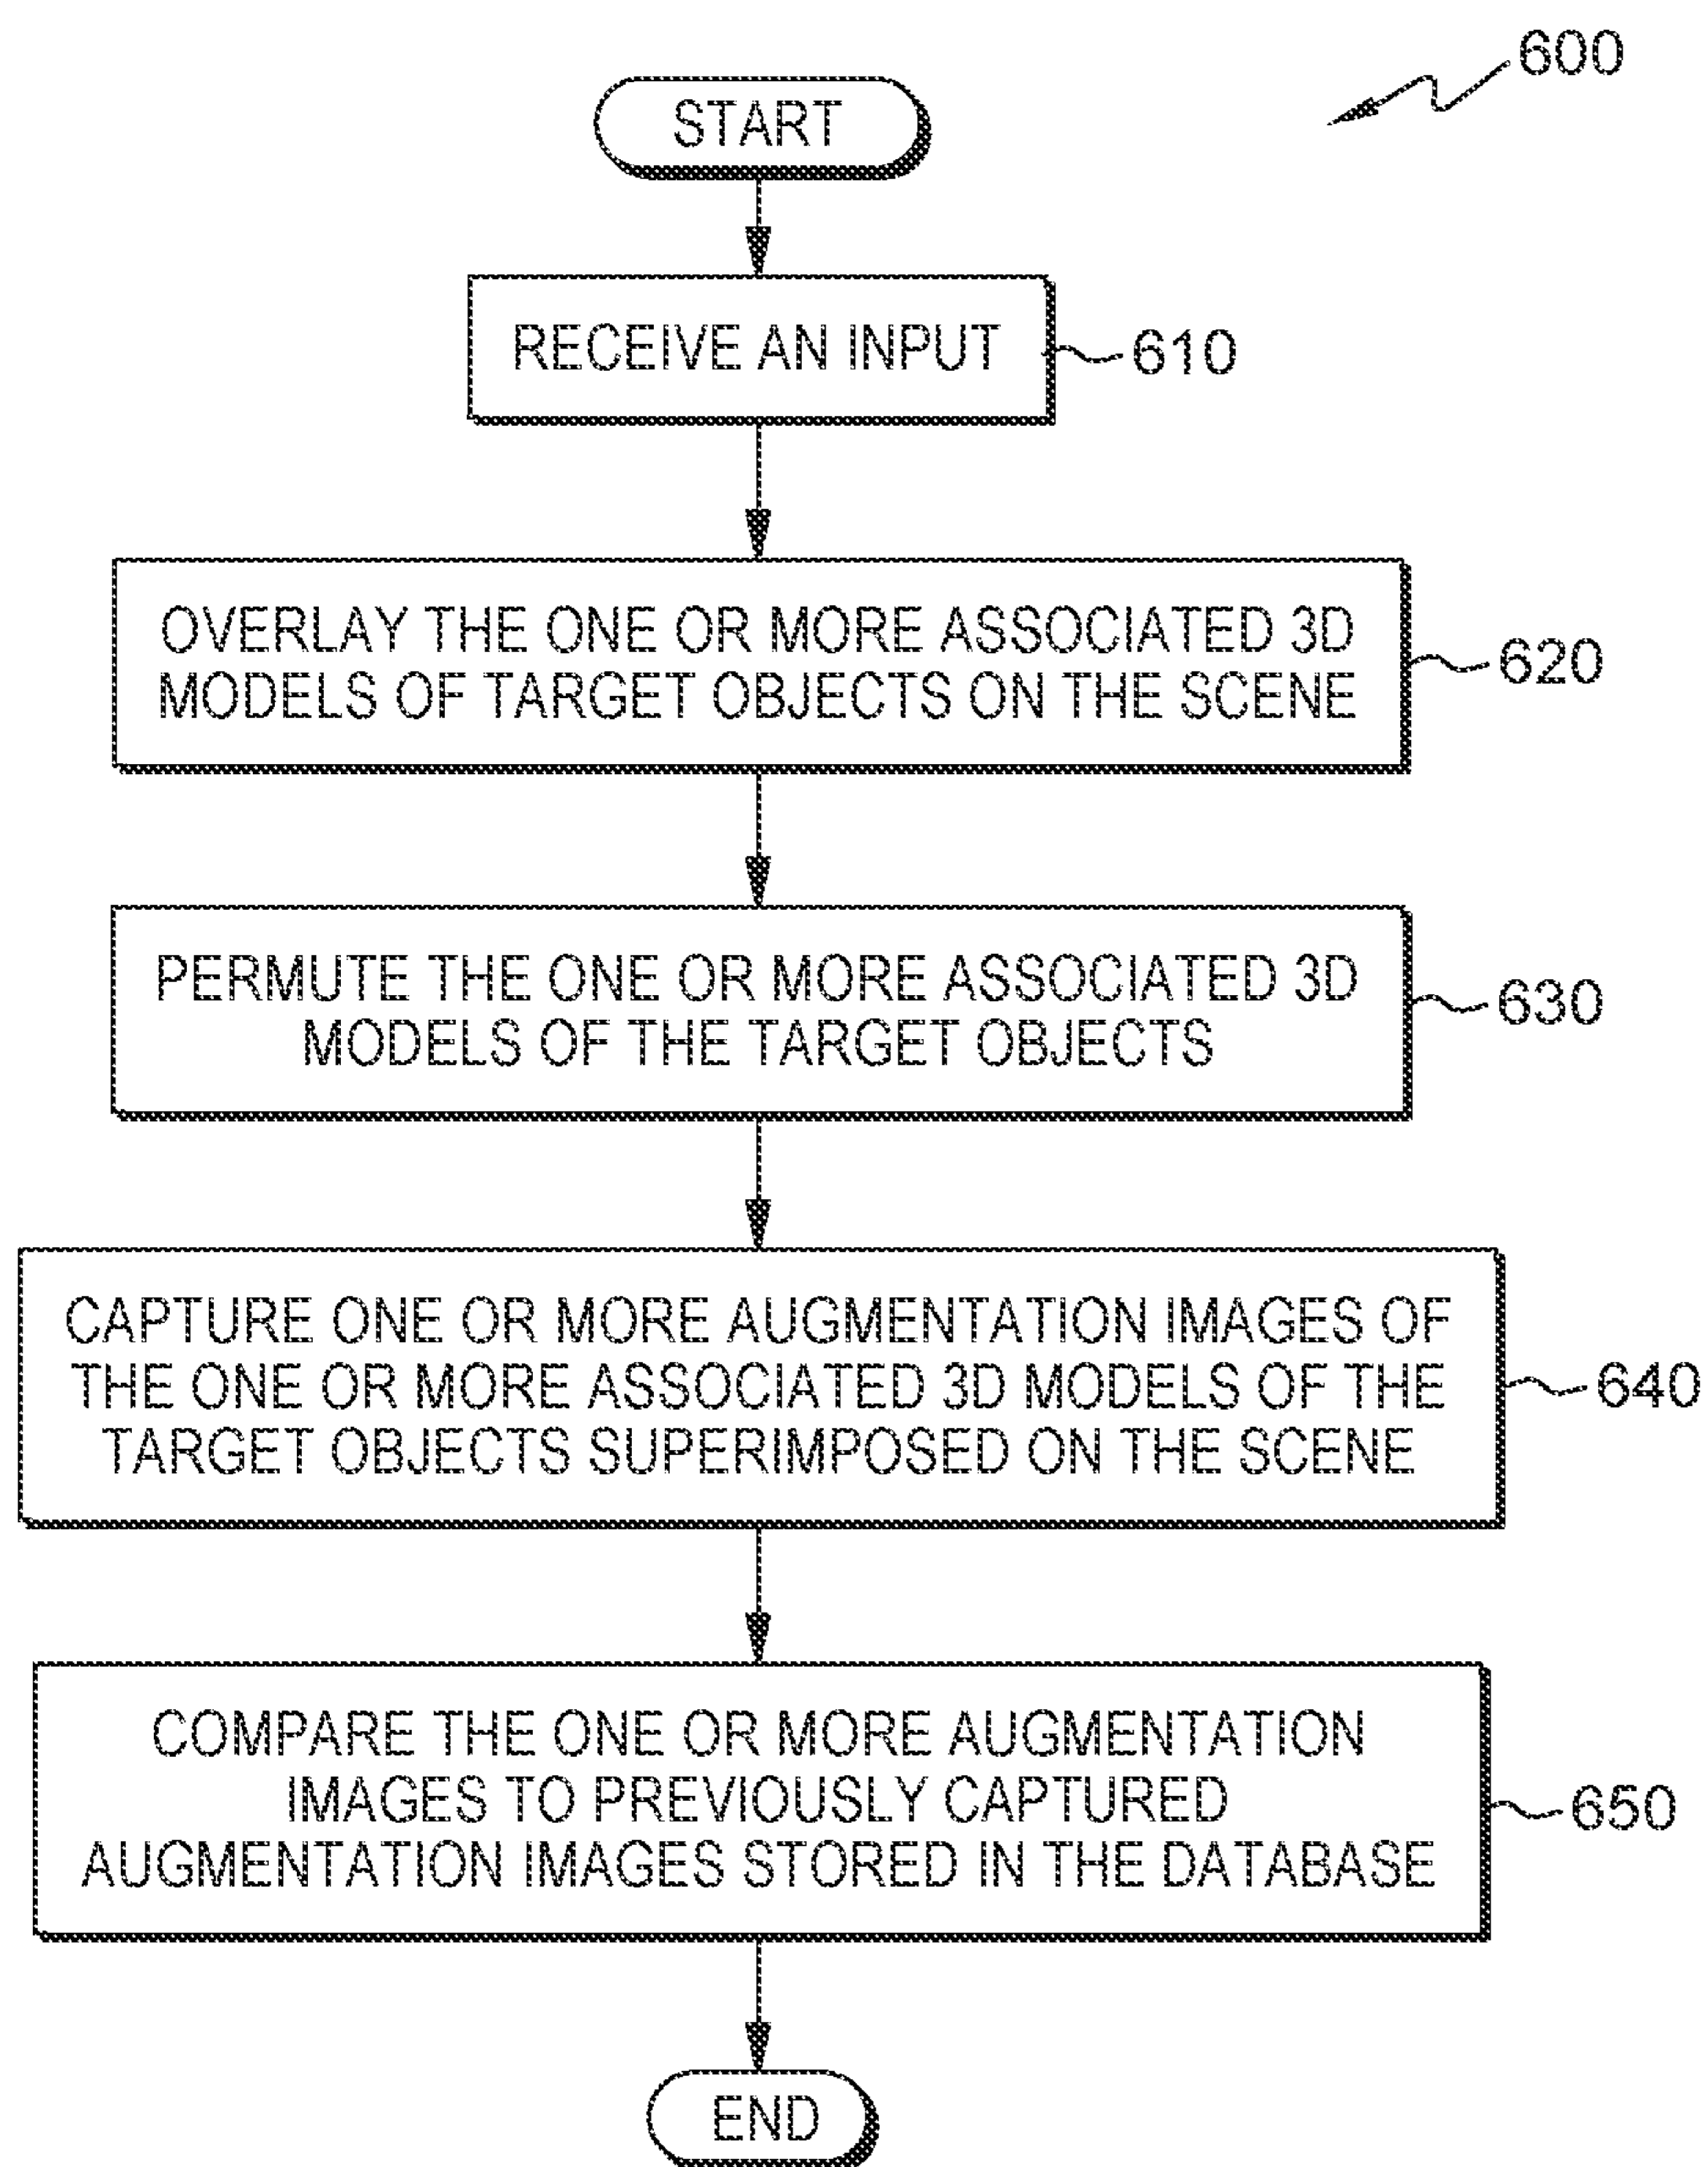 600
START
RECEIVE AN INPUT
610
OVERLAY THE ONE OR MORE ASSOCIATED 3D
MODELS OF TARGET OBJECTS ON THE SCENE
620
PERMUTE THE ONE OR MORE ASSOCIATED 3D
MODELS OF THE TARGET OBJECTS
630
CAPTURE ONE OR MORE AUGMENTATION IMAGES OF
THE ONE OR MORE ASSOCIATED 3D MODELS OF THE
TARGET OBJECTS SUPERIMPOSED ON THE SCENE
640
COMPARE THE ONE OR MORE AUGMENTATION
IMAGES TO PREVIOUSLY CAPTURED
AUGMENTATION IMAGES STORED IN THE DATABASE
650
END